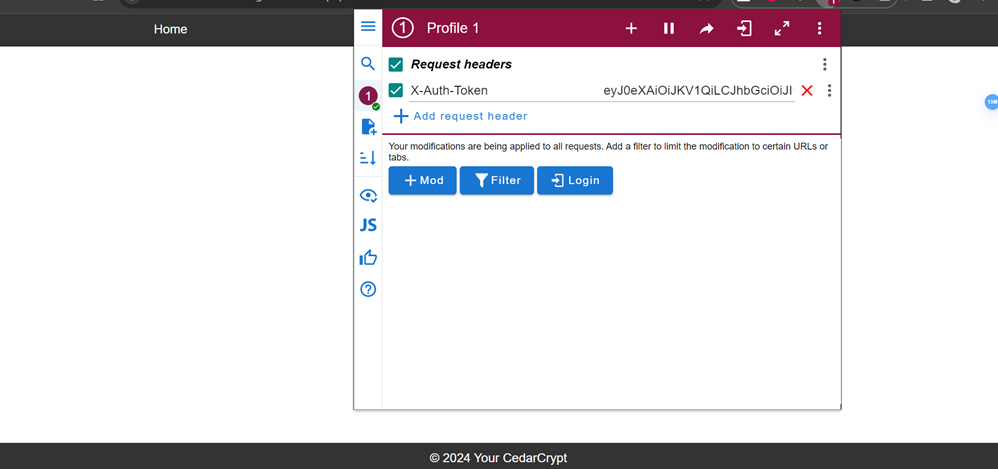 Home
1 Profile 1
Request headers
1
X-Auth-Token eyJ0eXAiOiJKV1QiLCJhbGciOiJI
Add request header
Your modifications are being applied to all requests. Add a filter to limit the modification to certain URLs or
tabs.
Mod Filter Login
JS
13M
© 2024 Your CedarCrypt